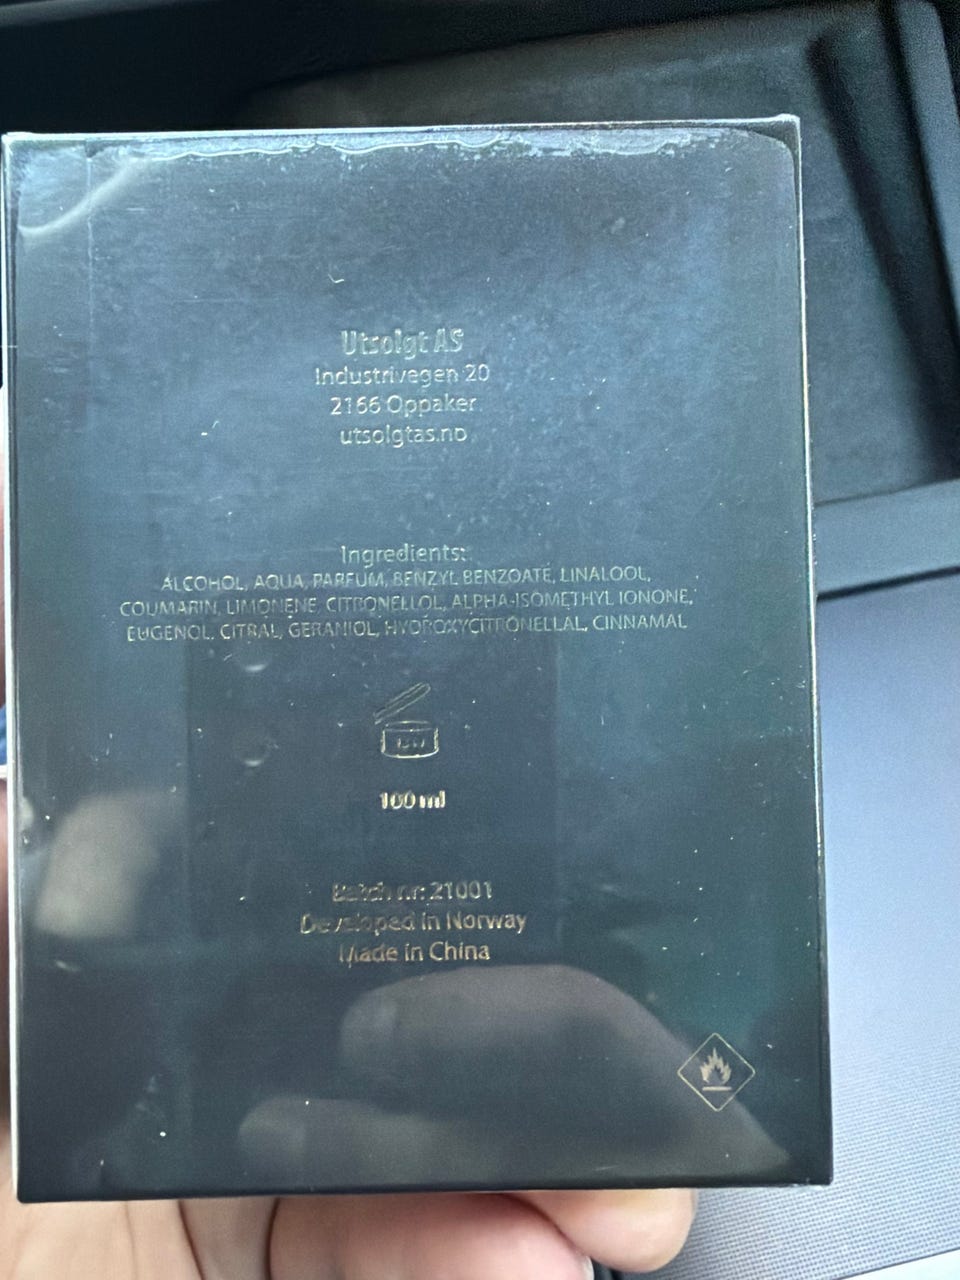 Utsolgt AS
Industrivegen 20
2166 Oppaker
utsolgtas.no
Ingredients:
ALCOHOL, AQUA, PARFUM, BENZYL BENZOATE, LINALOOL,
COUMARIN, LIMONENE, CITRONELLOL, ALPHA-ISOMETHYL IONONE,
EUGENOL, CITRAL, GERANIOL, HYDROXYCITRONELLAL, CINNAMAL
100 ml
Batch nr: 21001
Developed in Norway
Made in China